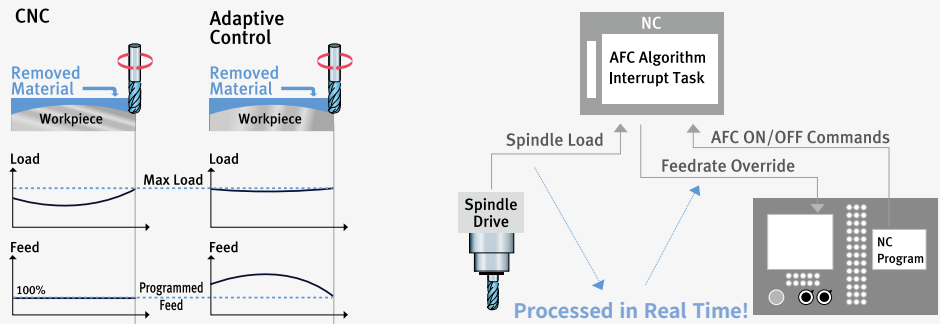 CNC
Adaptive
Control
Removed
Material
Workpiece
Removed
Material
Workpiece
Load
Max Load
Load
Feed
100%
Programmed
Feed
Feed
NC
AFC Algorithm
Interrupt Task
Spindle Load
AFC ON/OFF Commands
Feedrate Override
Spindle
Drive
NC
Program
Processed in Real Time!